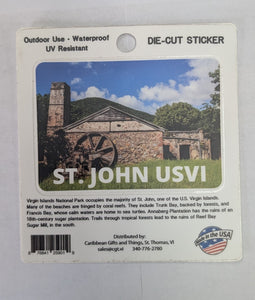 Outdoor Use - Waterproof
UV Resistant
DIE-CUT STICKER
ST. JOHN USVI
Virgin Islands National Park occupies the majority of St. John, one of the U.S. Virgin Islands.
Many of the beaches are fringed by coral reefs. They include Trunk Bay, backed by forests, and
Francis Bay, whose calm waters are home to sea turtles. Annaberg Plantation has the ruins of an
18th-century sugar plantation. Trails through tropical forests lead to the ruins of Reef Bay
Sugar Mill, in the south.
Distributed by:
Caribbean Gifts and Things, St. Thomas, VI
sales@cgt.vi 340-776-2780
Made in the USA